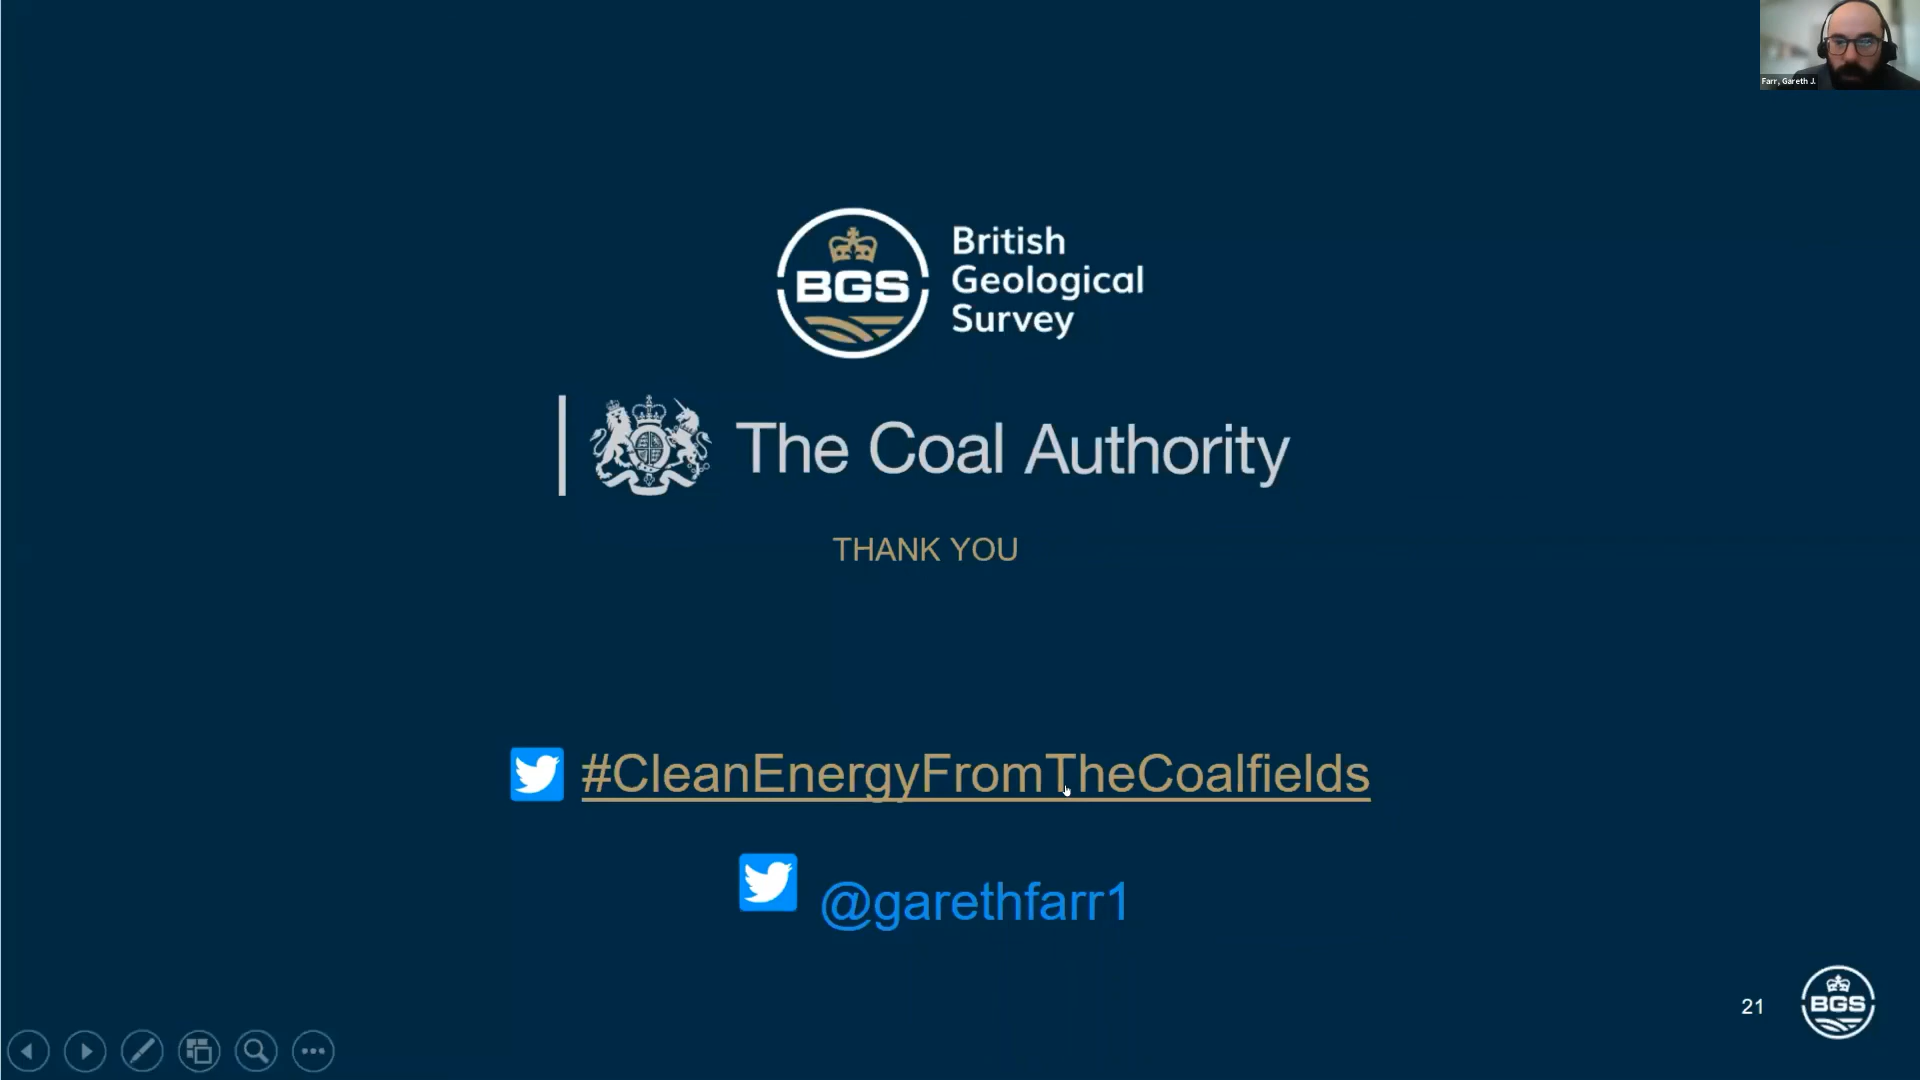 Farr, Gareth J.
BGS
British
Geological
Survey
The Coal Authority
THANK YOU
#CleanEnergyFromTheCoalfields
@garethfarr1
21
BGS